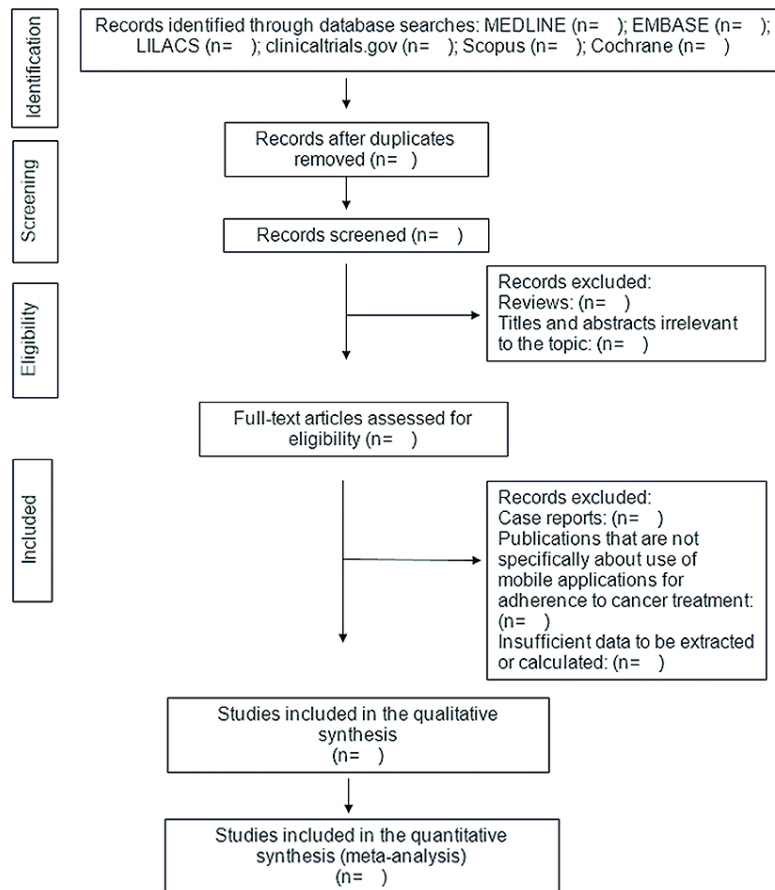 Identification
Records identified through database searches: MEDLINE (n=   ); EMBASE (n=   );
LILACS (n=   ); clinicaltrials.gov (n=   ); Scopus (n=   ); Cochrane (n=   )
Records after duplicates
removed (n=   )
Screening
Records screened (n=   )
Records excluded:
Reviews: (n=   )
Titles and abstracts irrelevant
to the topic: (n=   )
Eligibility
Full-text articles assessed for
eligibility (n=   )
Included
Records excluded:
Case reports: (n=   )
Publications that are not
specifically about use of
mobile applications for
adherence to cancer treatment:
(n=   )
Insufficient data to be extracted
or calculated: (n=   )
Studies included in the qualitative
synthesis
(n=   )
Studies included in the quantitative
synthesis (meta-analysis)
(n=   )